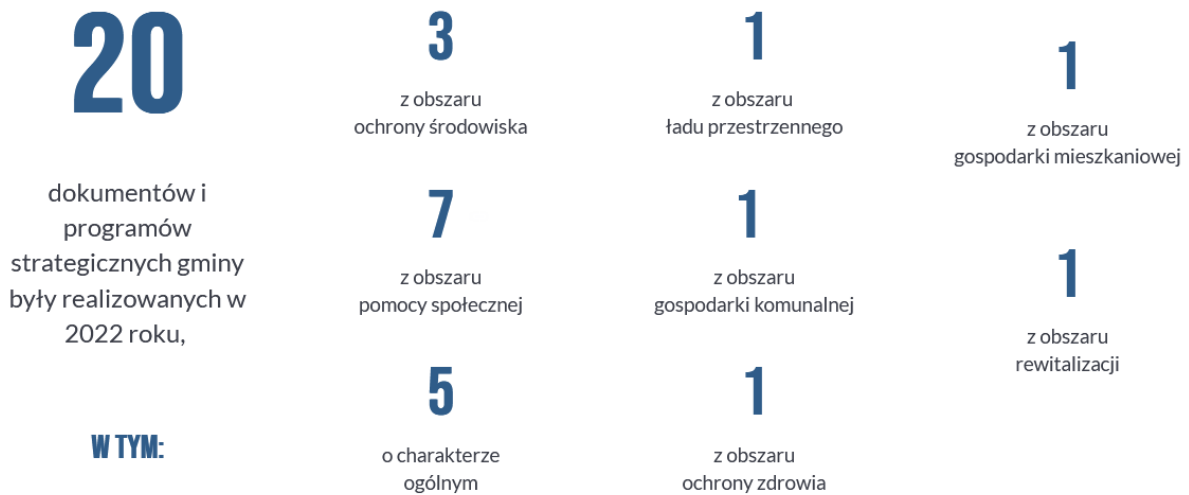 20
dokumentów i
programów
strategicznych gminy
były realizowanych w
2022 roku,
W TYM:
3
z obszaru
ochrony środowiska
7
z obszaru
pomocy społecznej
5
o charakterze
ogólnym
1
z obszaru
ładu przestrzennego
1
z obszaru
gospodarki komunalnej
1
z obszaru
ochrony zdrowia
1
z obszaru
gospodarki mieszkaniowej
1
z obszaru
rewitalizacji